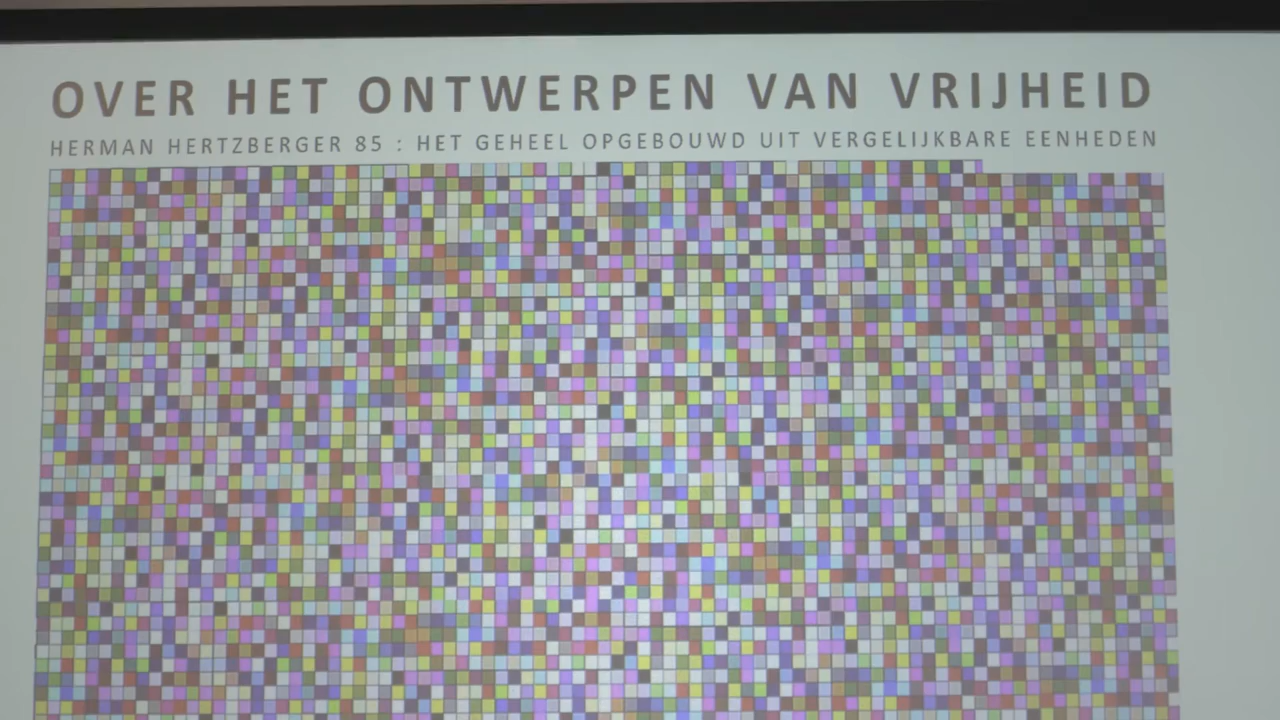 OVER HET ONTWERPEN VAN VRIJHEID
HERMAN HERTZBERGER 85 : HET GEHEEL OPGEBOUWD UIT VERGELIJKBARE EENHEDEN